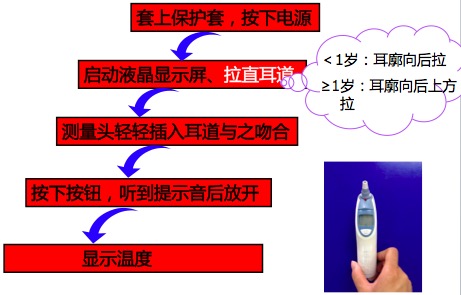 套上保护套，按下电源
启动液晶显示屏、拉直耳道
＜1岁：耳廓向后拉
≥1岁：耳廓向后上方
拉
测量头轻轻插入耳道与之吻合
按下按钮，听到提示音后放开
显示温度